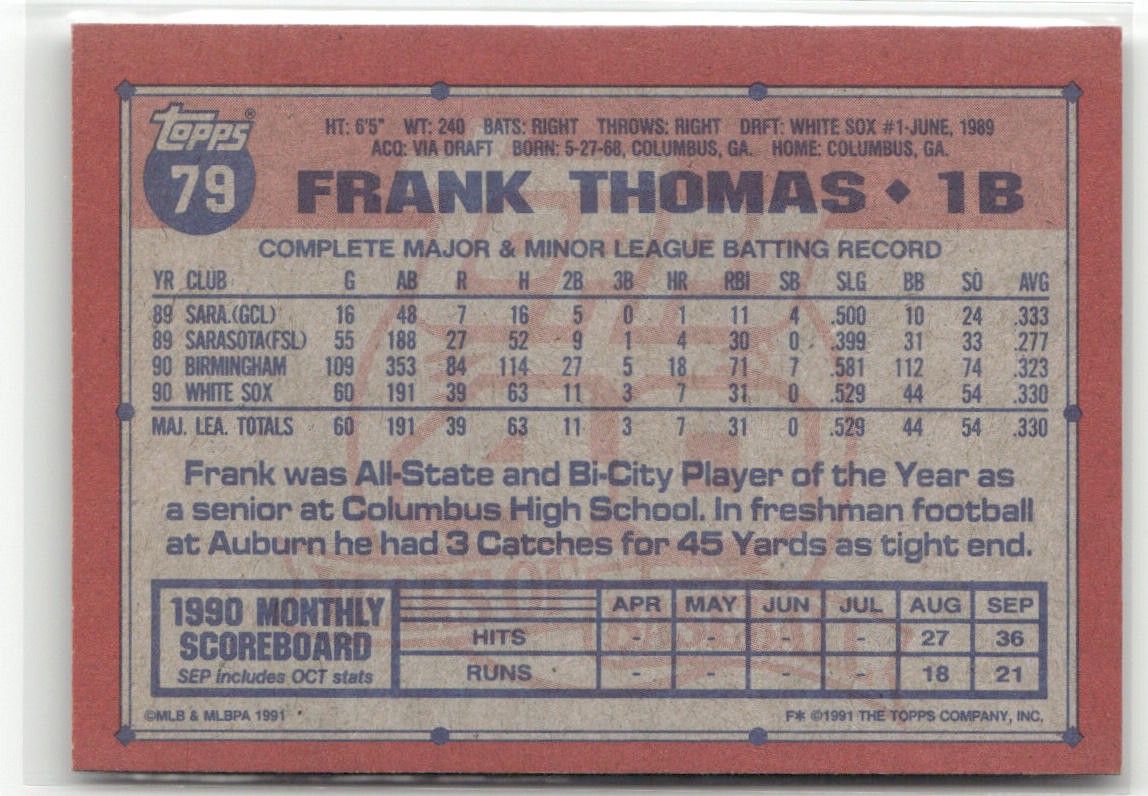 topps®
79
HT: 6'5" WT: 240 BATS: RIGHT THROWS: RIGHT DRFT: WHITE SOX #1-JUNE, 1989
ACQ: VIA DRAFT BORN: 5-27-68, COLUMBUS, GA. HOME: COLUMBUS, GA.
FRANK THOMAS ♦ 1B
COMPLETE MAJOR & MINOR LEAGUE BATTING RECORD
YR CLUB G AB R H 2B 3B HR RBI SB SLG BB SO AVG
89 SARA.(GCL) 16 48 7 16 5 0 1 11 4 .500 10 24 .333
89 SARASOTA(FSL) 55 188 27 52 9 1 4 30 0 .399 31 33 .277
90 BIRMINGHAM 109 353 84 114 27 5 18 71 7 .581 112 74 .323
90 WHITE SOX 60 191 39 63 11 3 7 31 0 .529 44 54 .330
MAJ. LEA. TOTALS 60 191 39 63 11 3 7 31 0 .529 44 54 .330
Frank was All-State and Bi-City Player of the Year as
a senior at Columbus High School. In freshman football
at Auburn he had 3 Catches for 45 Yards as tight end.
40
YEARS OF
BASEBALL
1990 MONTHLY
SCOREBOARD
SEP includes OCT stats
APR MAY JUN JUL AUG SEP
HITS - - - - 27 36
RUNS - - - - 18 21
©MLB & MLBPA 1991
F* ©1991 THE TOPPS COMPANY, INC.